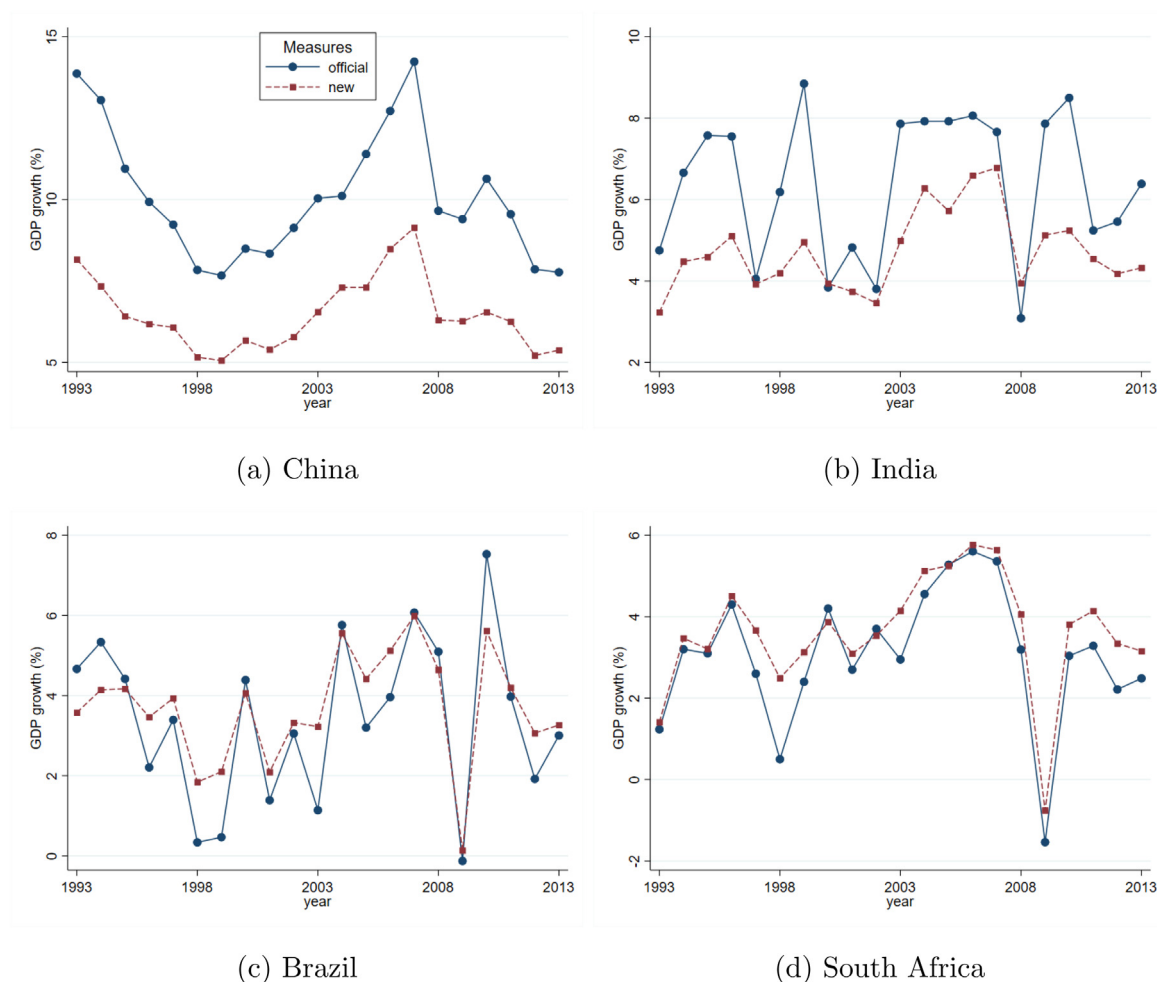 Measures
official
new
15
10
5
GDP growth (%)
1993 1998 2003 2008 2013
year
(a) China
10
8
6
4
2
GDP growth (%)
1993 1998 2003 2008 2013
year
(b) India
8
6
4
2
0
GDP growth (%)
1993 1998 2003 2008 2013
year
(c) Brazil
6
4
2
0
-2
GDP growth (%)
1993 1998 2003 2008 2013
year
(d) South Africa